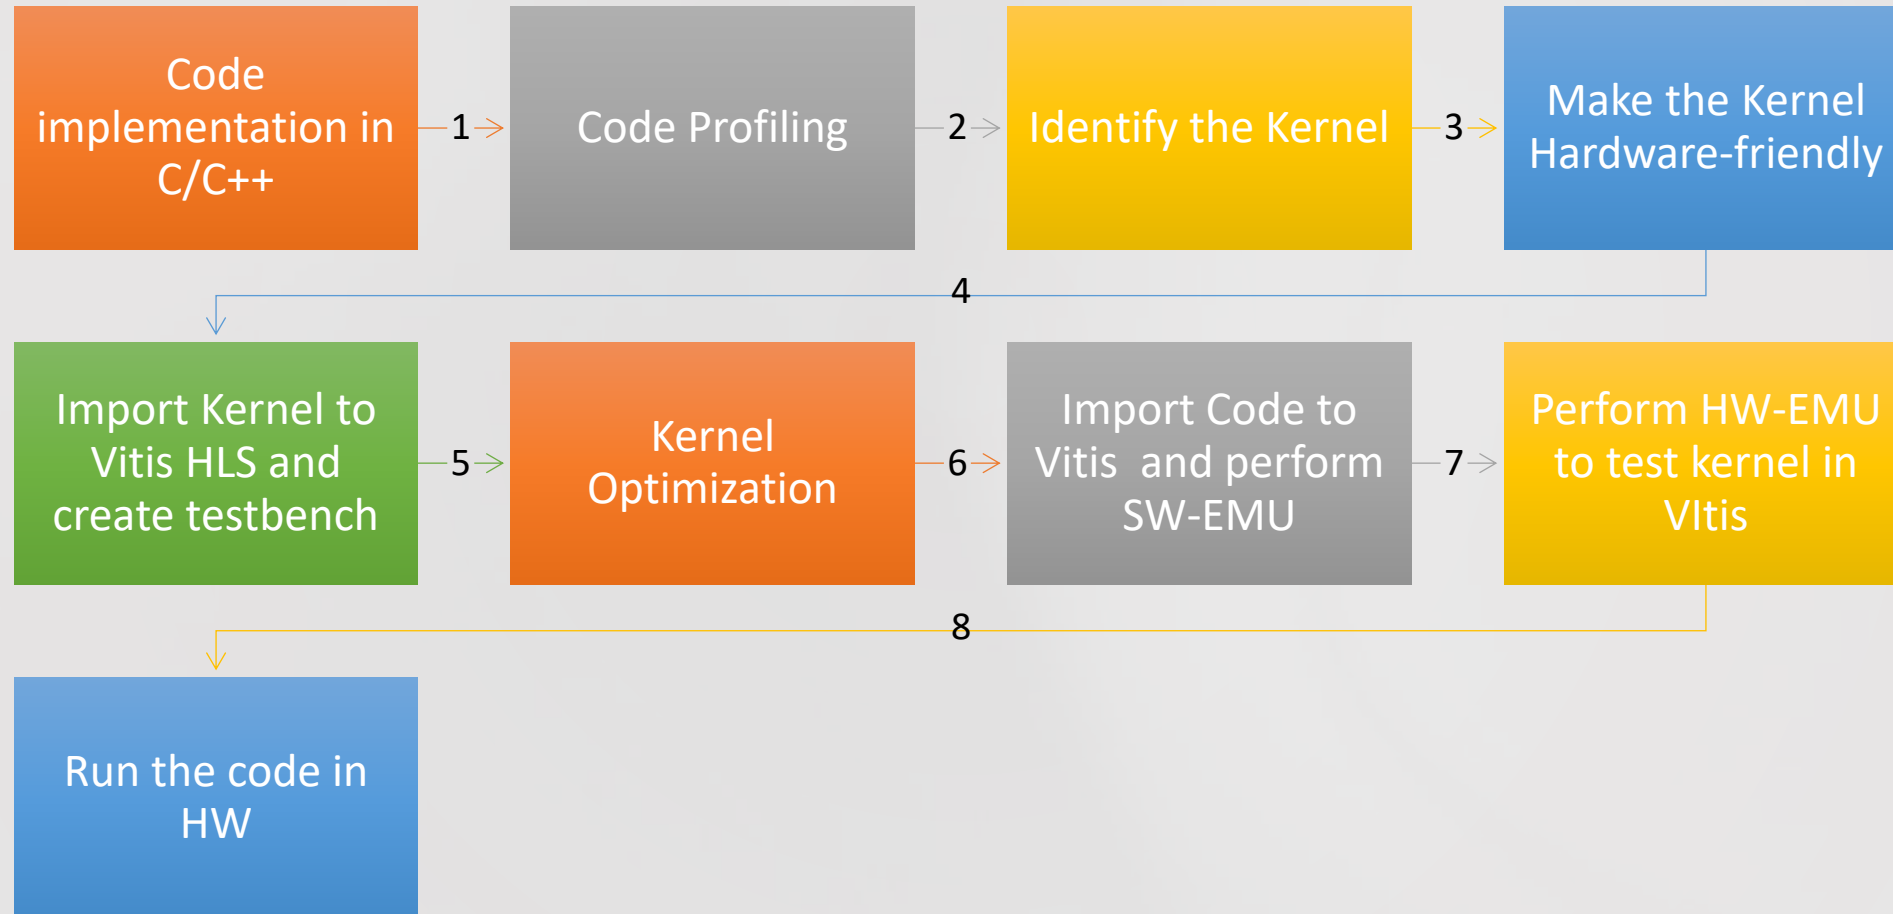 Code
implementation in
C/C++
1
Code Profiling
2
Identify the Kernel
3
Make the Kernel
Hardware-friendly
4
Import Kernel to
Vitis HLS and
create testbench
5
Kernel
Optimization
6
Import Code to
Vitis  and perform
SW-EMU
7
Perform HW-EMU
to test kernel in
VItis
8
Run the code in
HW